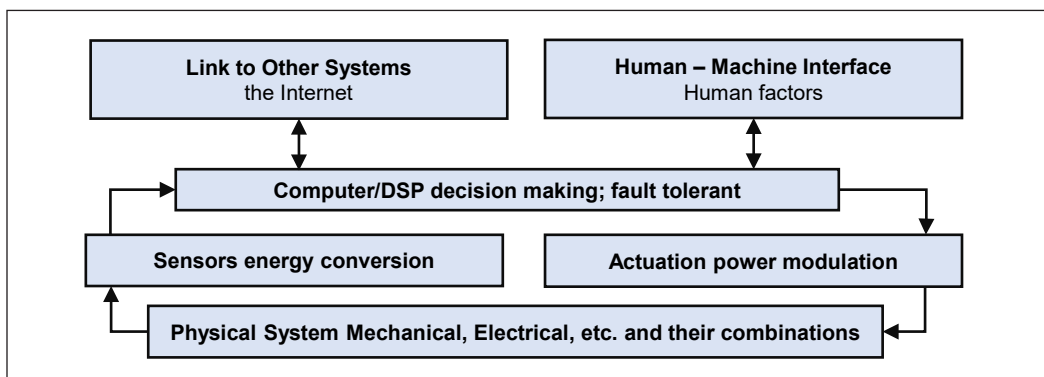 Link to Other Systems
the Internet
Human – Machine Interface
Human factors
Computer/DSP decision making; fault tolerant
Sensors energy conversion
Actuation power modulation
Physical System Mechanical, Electrical, etc. and their combinations